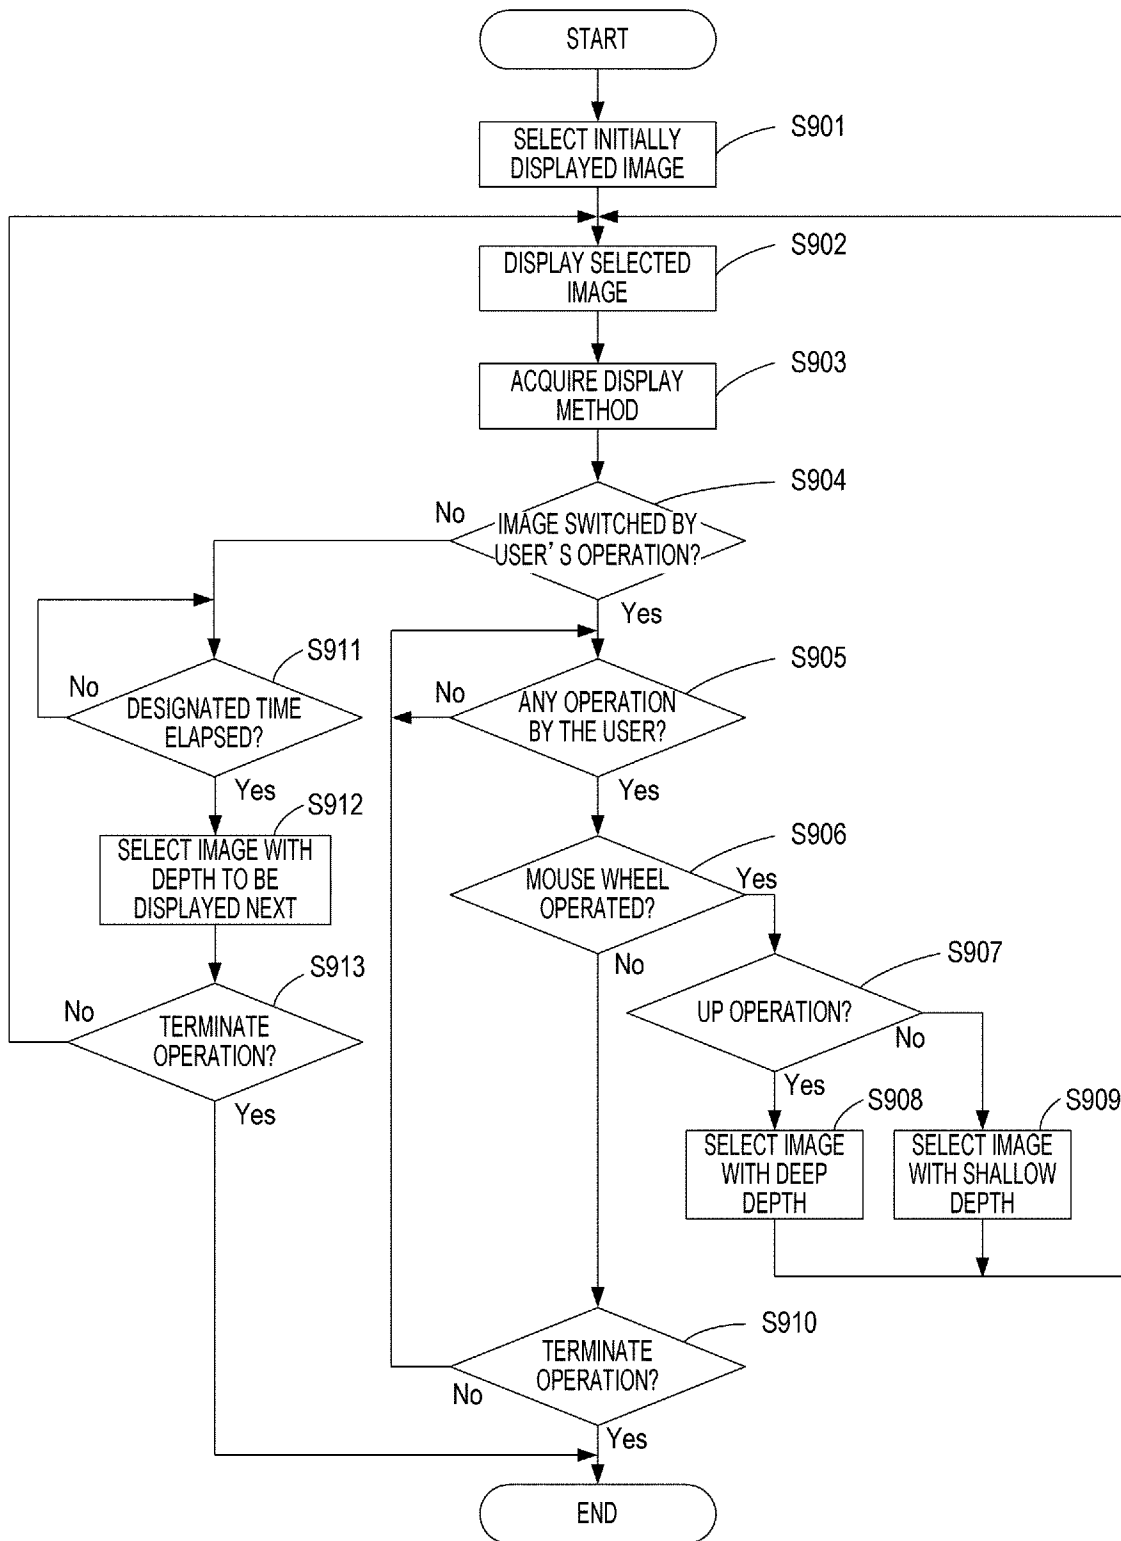 START
S901
SELECT INITIALLY
DISPLAYED IMAGE
S902
DISPLAY SELECTED
IMAGE
S903
ACQUIRE DISPLAY
METHOD
S904
No
IMAGE SWITCHED BY
USER'S OPERATION?
Yes
S911
No
DESIGNATED TIME
ELAPSED?
Yes
S905
No
ANY OPERATION
BY THE USER?
Yes
S912
SELECT IMAGE WITH
DEPTH TO BE
DISPLAYED NEXT
S906
MOUSE WHEEL
OPERATED?
Yes
No
S913
No
TERMINATE
OPERATION?
Yes
S907
UP OPERATION?
No
Yes
S908
SELECT IMAGE
WITH DEEP
DEPTH
S909
SELECT IMAGE
WITH SHALLOW
DEPTH
S910
TERMINATE
OPERATION?
No
Yes
END